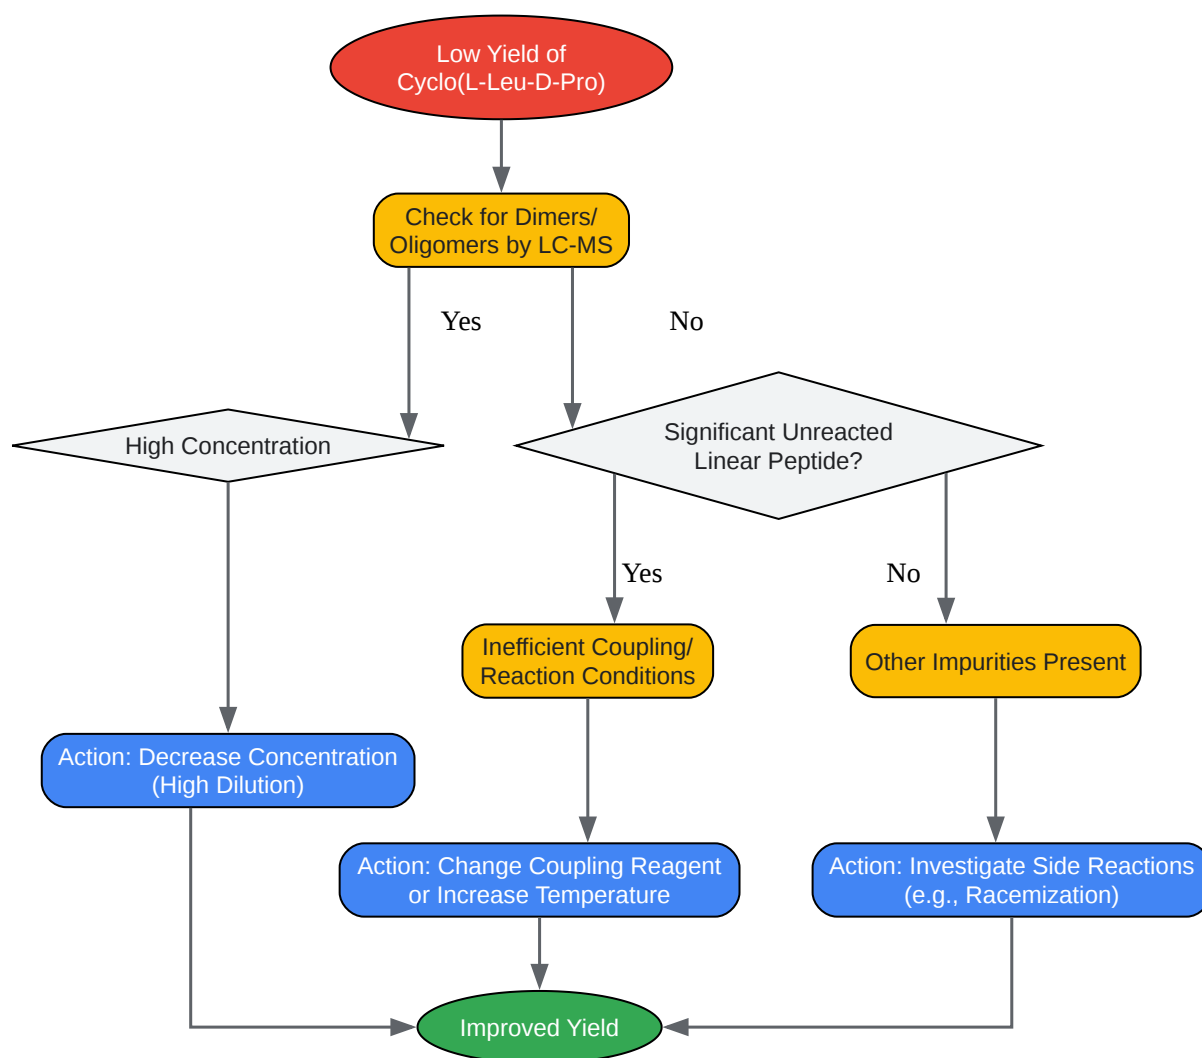 Low Yield of
Cyclo(L-Leu-D-Pro)
Check for Dimers/
Oligomers by LC-MS
Yes
No
High Concentration
Significant Unreacted
Linear Peptide?
Yes
No
Inefficient Coupling/
Reaction Conditions
Other Impurities Present
Action: Decrease Concentration
(High Dilution)
Action: Change Coupling Reagent
or Increase Temperature
Action: Investigate Side Reactions
(e.g., Racemization)
Improved Yield